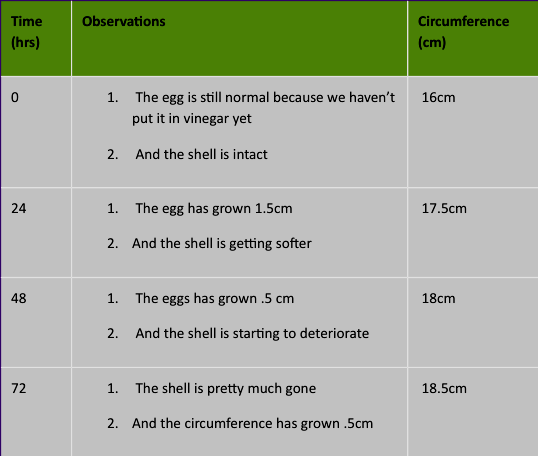 Time (hrs) Observations Circumference (cm)
0 1. The egg is still normal because we haven't 16cm
put it in vinegar yet
2. And the shell is intact
24 1. The egg has grown 1.5cm 17.5cm
2. And the shell is getting softer
48 1. The eggs has grown .5 cm 18cm
2. And the shell is starting to deteriorate
72 1. The shell is pretty much gone 18.5cm
2. And the circumference has grown .5cm